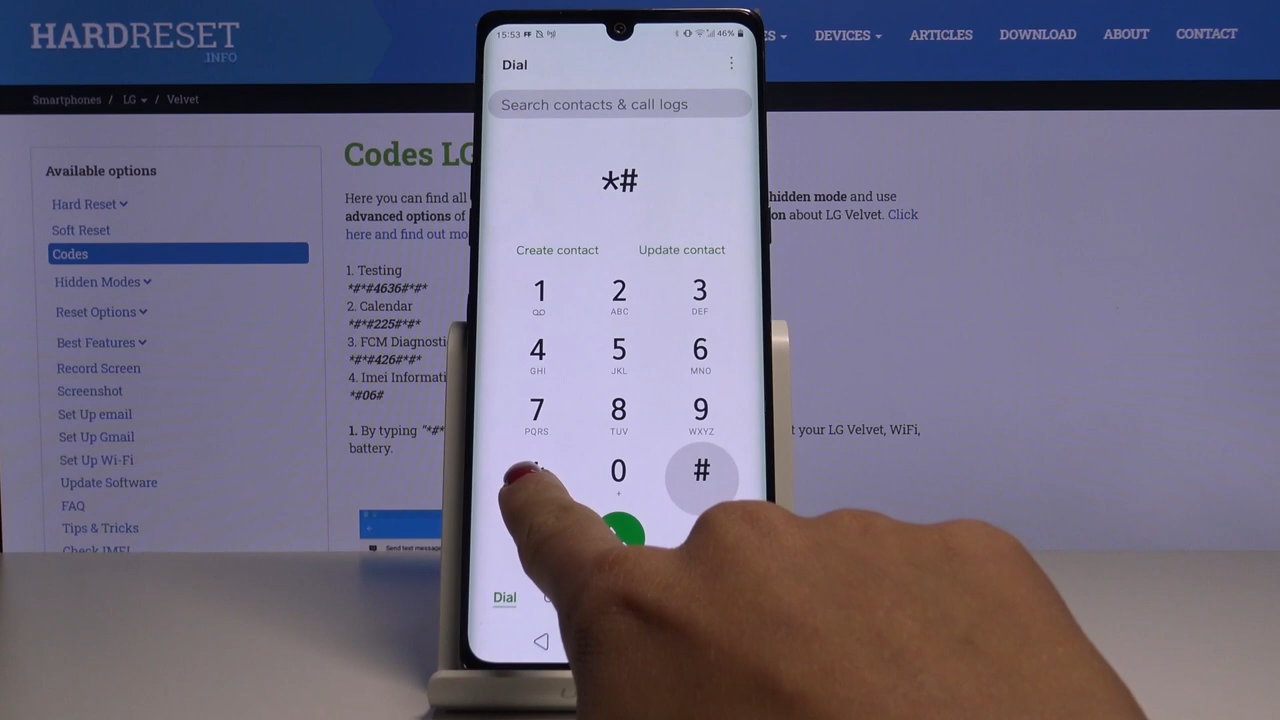 HARDRESET
.INFO
DEVICES
ARTICLES
DOWNLOAD
ABOUT
CONTACT
Smartphones / LG / Velvet
Available options
Hard Reset
Soft Reset
Codes
Hidden Modes
Reset Options
Best Features
Record Screen
Screenshot
Set Up email
Set Up Gmail
Set Up Wi-Fi
Update Software
FAQ
Tips & Tricks
Check IMEI
Codes LG
Here you can find all
hidden mode and use
advanced options of
about LG Velvet. Click
here and find out
1. Testing
*#*#4636#*#*
2. Calendar
*#*#225#*#*
3. FCM
*#*#426#*#*
4. Imei
*#06#
1. By typing
your LG Velvet, WiFi,
battery.
Send text message
15:53
46%
Dial
Search contacts & call logs
*#
Create contact Update contact
1 2 3
ABC DEF
4 5 6
GHI JKL MNO
7 8 9
PQRS TUV WXYZ
0 #
+
Dial